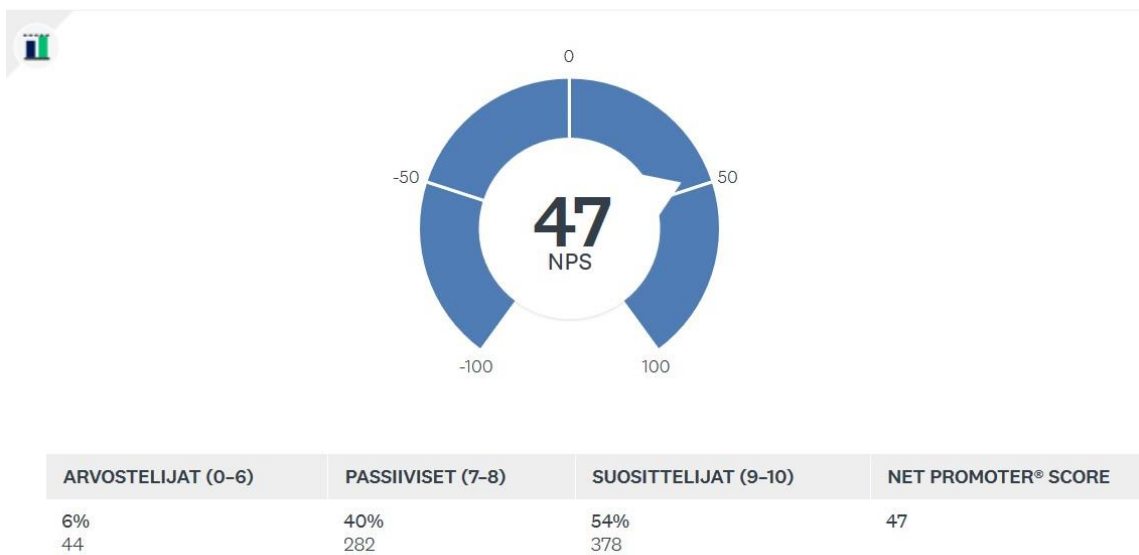 0
-50
50
47
NPS
-100
100
ARVOSTELIJAT (0–6) PASSIIVISET (7–8) SUOSITTELIJAT (9–10) NET PROMOTER® SCORE
6% 40% 54% 47
44 282 378